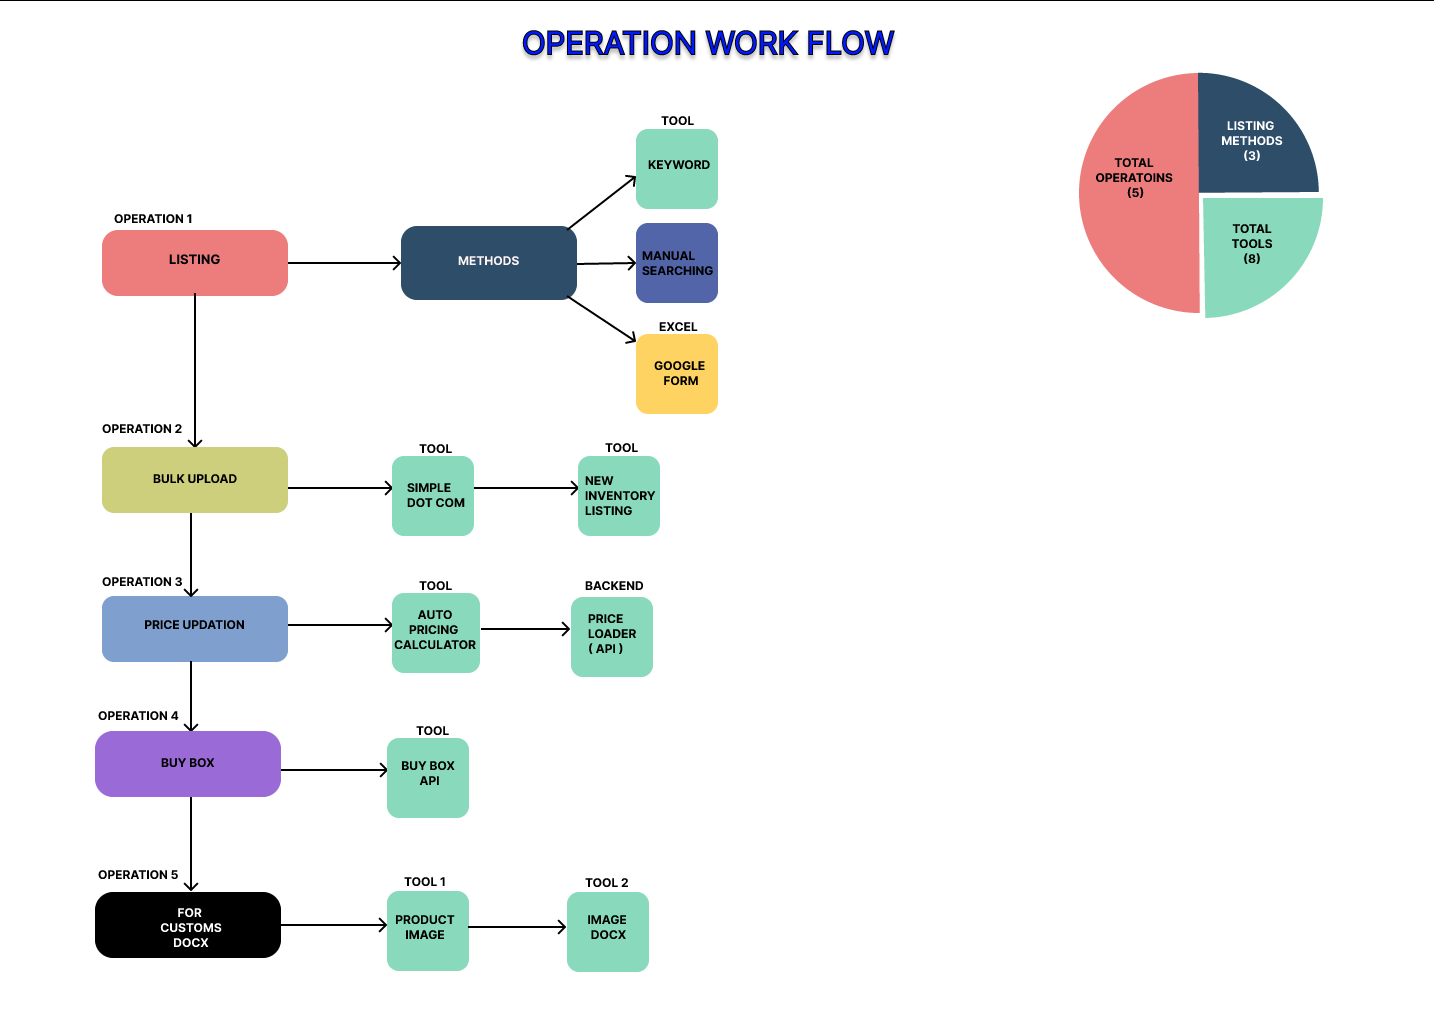 OPERATION WORK FLOW
TOTAL
OPERATOINS
(5)
LISTING
METHODS
(3)
TOTAL
TOOLS
(8)
OPERATION 1
LISTING
METHODS
TOOL
KEYWORD
MANUAL
SEARCHING
EXCEL
GOOGLE
FORM
OPERATION 2
BULK UPLOAD
TOOL
SIMPLE
DOT COM
TOOL
NEW
INVENTORY
LISTING
OPERATION 3
PRICE UPDATION
TOOL
AUTO
PRICING
CALCULATOR
BACKEND
PRICE
LOADER
( API )
OPERATION 4
BUY BOX
TOOL
BUY BOX
API
OPERATION 5
FOR
CUSTOMS
DOCX
TOOL 1
PRODUCT
IMAGE
TOOL 2
IMAGE
DOCX